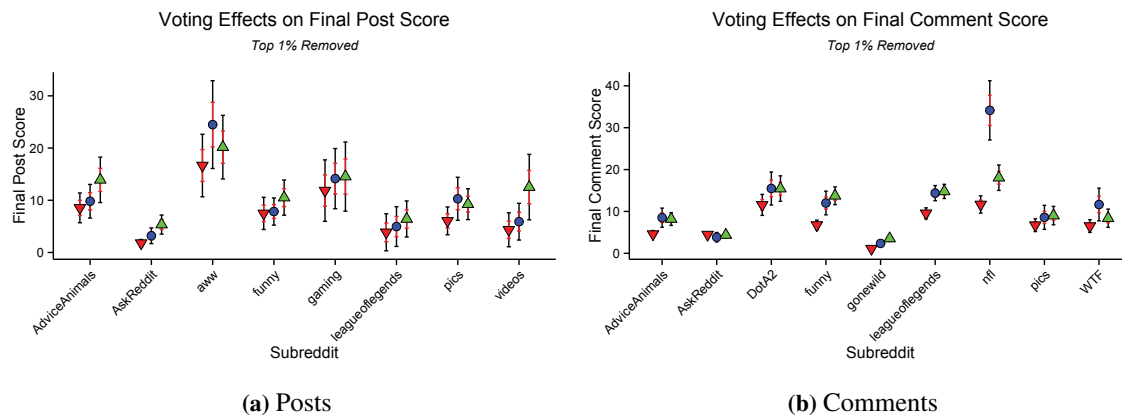 Voting Effects on Final Post Score
Top 1% Removed
Final Post Score
30
20
10
0
AdviceAnimals
AskReddit
aww
funny
gaming
leagueoflegends
pics
videos
Subreddit
(a) Posts
Voting Effects on Final Comment Score
Top 1% Removed
Final Comment Score
40
30
20
10
0
AdviceAnimals
AskReddit
DotA2
funny
gonewild
leagueoflegends
nfl
pics
WTF
Subreddit
(b) Comments